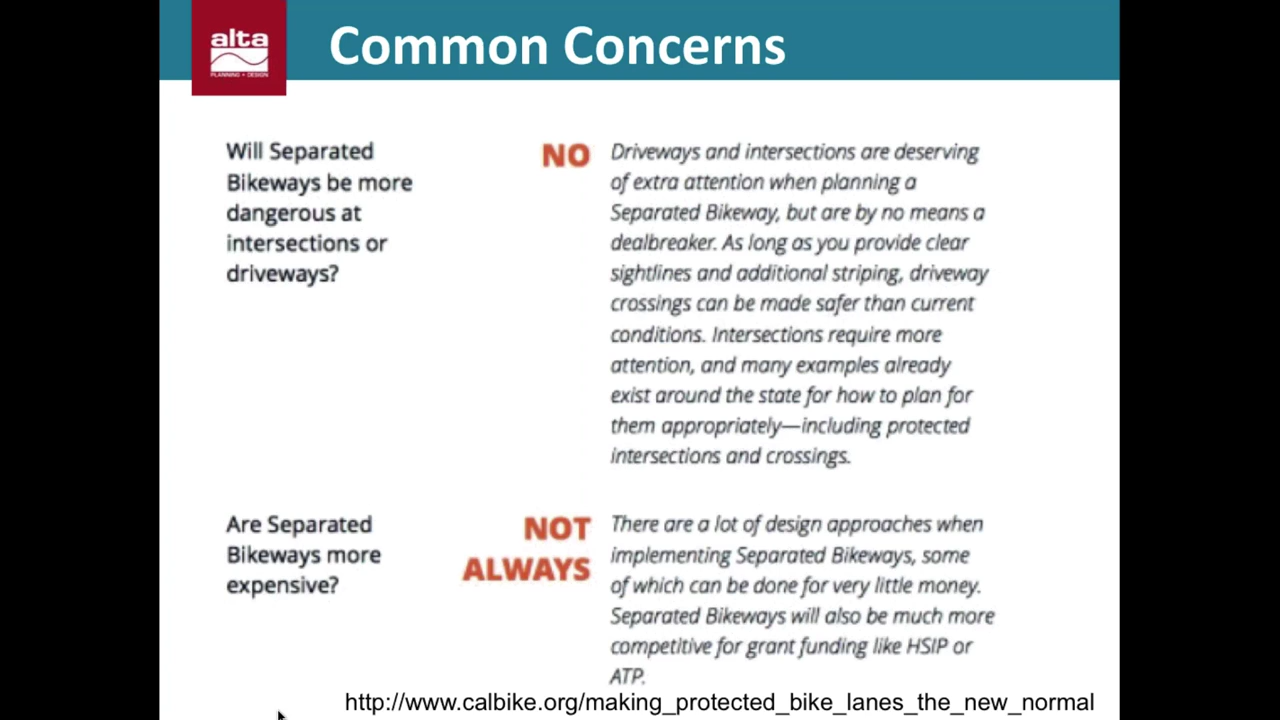 alta
PLANNING + DESIGN
Common Concerns
Will Separated
Bikeways be more
dangerous at
intersections or
driveways?
NO
Driveways and intersections are deserving
of extra attention when planning a
Separated Bikeway, but are by no means a
dealbreaker. As long as you provide clear
sightlines and additional striping, driveway
crossings can be made safer than current
conditions. Intersections require more
attention, and many examples already
exist around the state for how to plan for
them appropriately—including protected
intersections and crossings.
Are Separated
Bikeways more
expensive?
NOT
ALWAYS
There are a lot of design approaches when
implementing Separated Bikeways, some
of which can be done for very little money.
Separated Bikeways will also be much more
competitive for grant funding like HSIP or
ATP.
http://www.calbike.org/making_protected_bike_lanes_the_new_normal